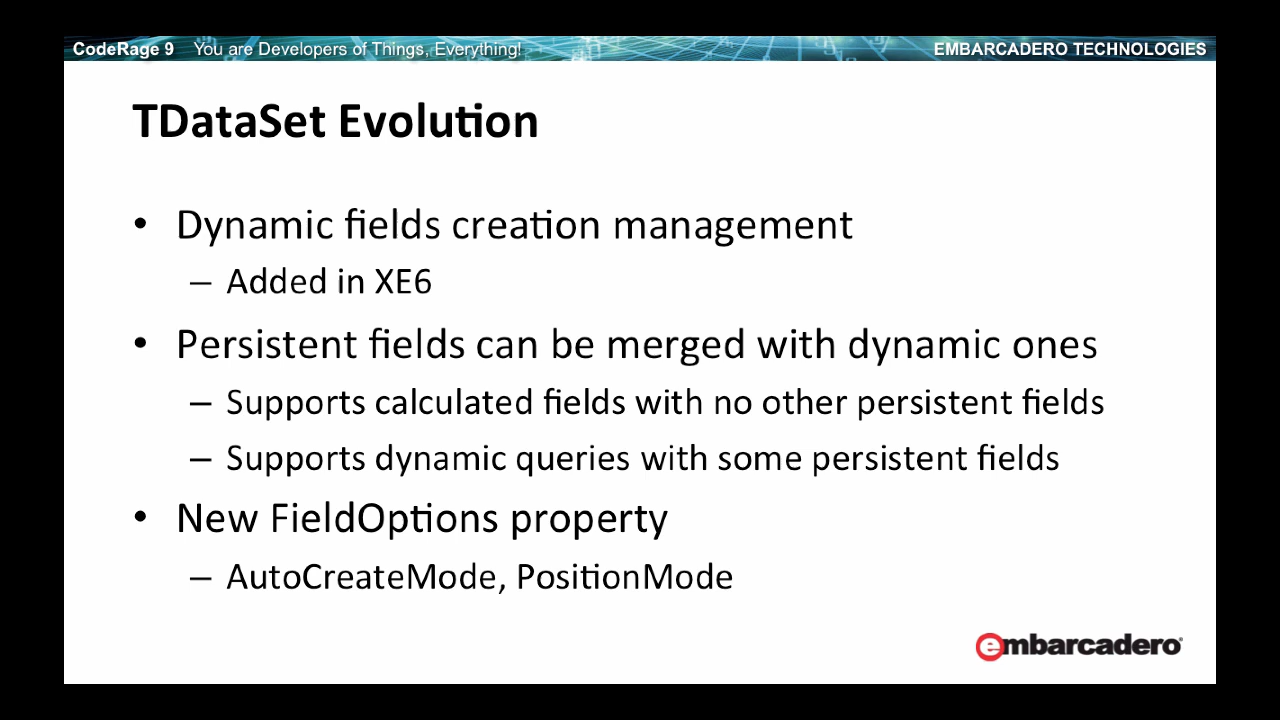 CodeRage 9 You are Developers of Things, Everything! EMBARCADERO TECHNOLOGIES
TDataSet Evolution
• Dynamic fields creation management
– Added in XE6
• Persistent fields can be merged with dynamic ones
– Supports calculated fields with no other persistent fields
– Supports dynamic queries with some persistent fields
• New FieldOptions property
– AutoCreateMode, PositionMode
embarcadero®